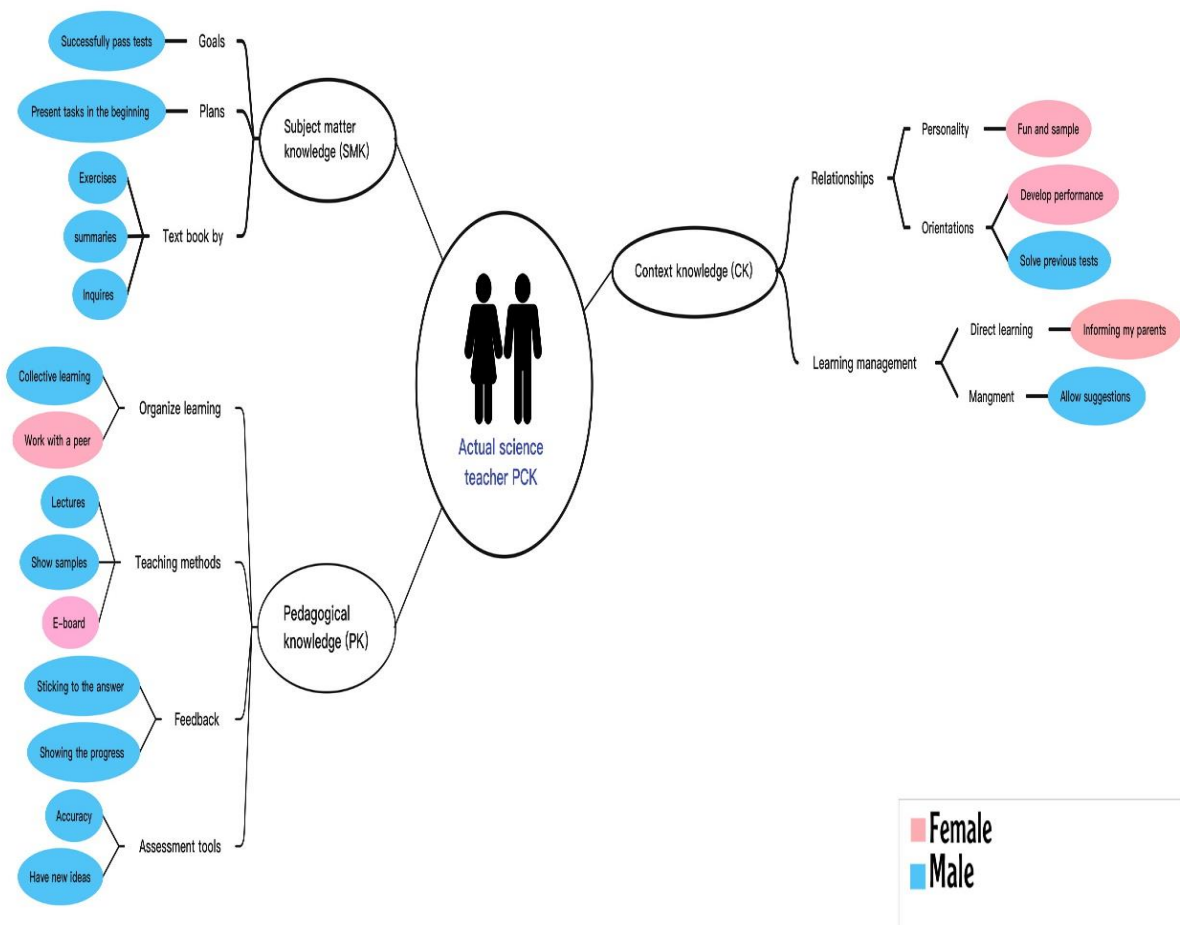 Successfully pass tests
Goals
Present tasks in the beginning
Plans
Exercises
summaries
Inquires
Text book by
Subject matter
knowledge (SMK)
Collective learning
Work with a peer
Organize learning
Lectures
Show samples
E-board
Teaching methods
Sticking to the answer
Showing the progress
Feedback
Accuracy
Have new ideas
Assessment tools
Pedagogical
knowledge (PK)
Actual science
teacher PCK
Context knowledge (CK)
Relationships
Personality
Fun and sample
Orientations
Develop performance
Solve previous tests
Learning management
Direct learning
Informing my parents
Mangment
Allow suggestions
Female
Male